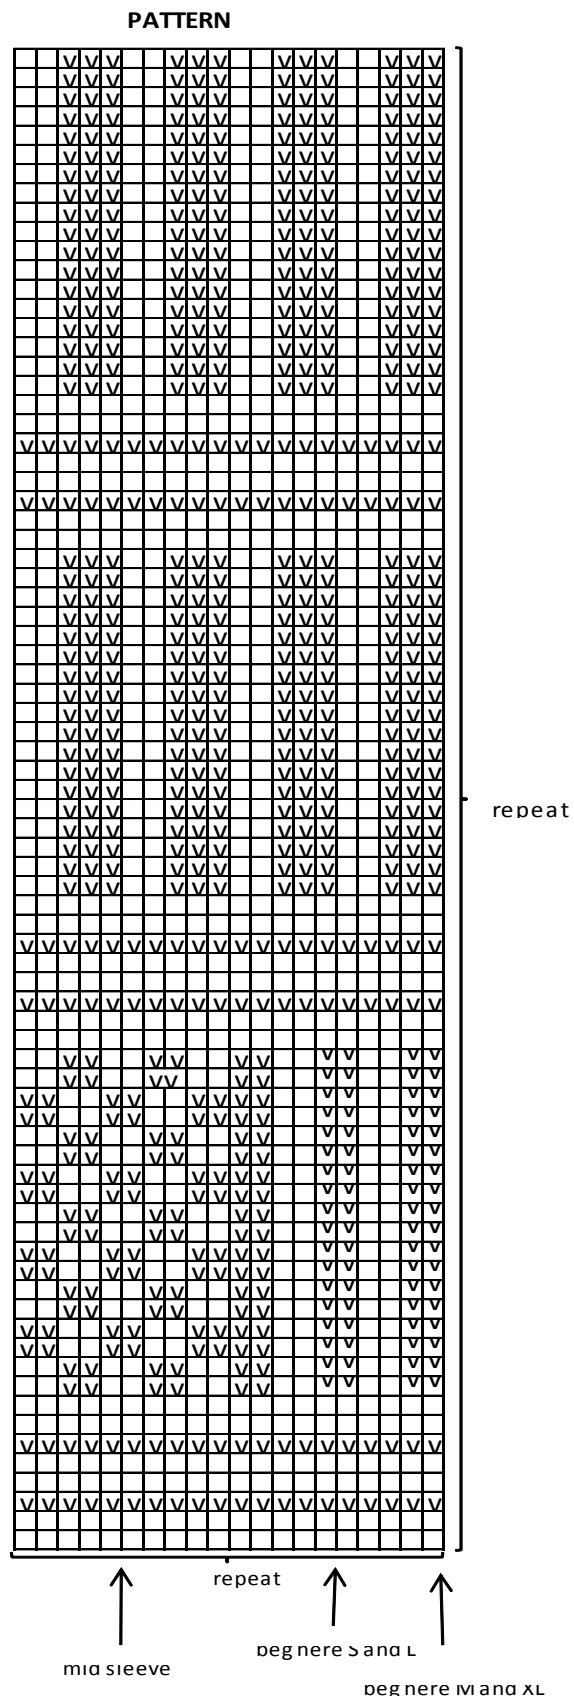 PATTERN
repeat
repeat
beg here S and L
mid sleeve
beg here M and XL